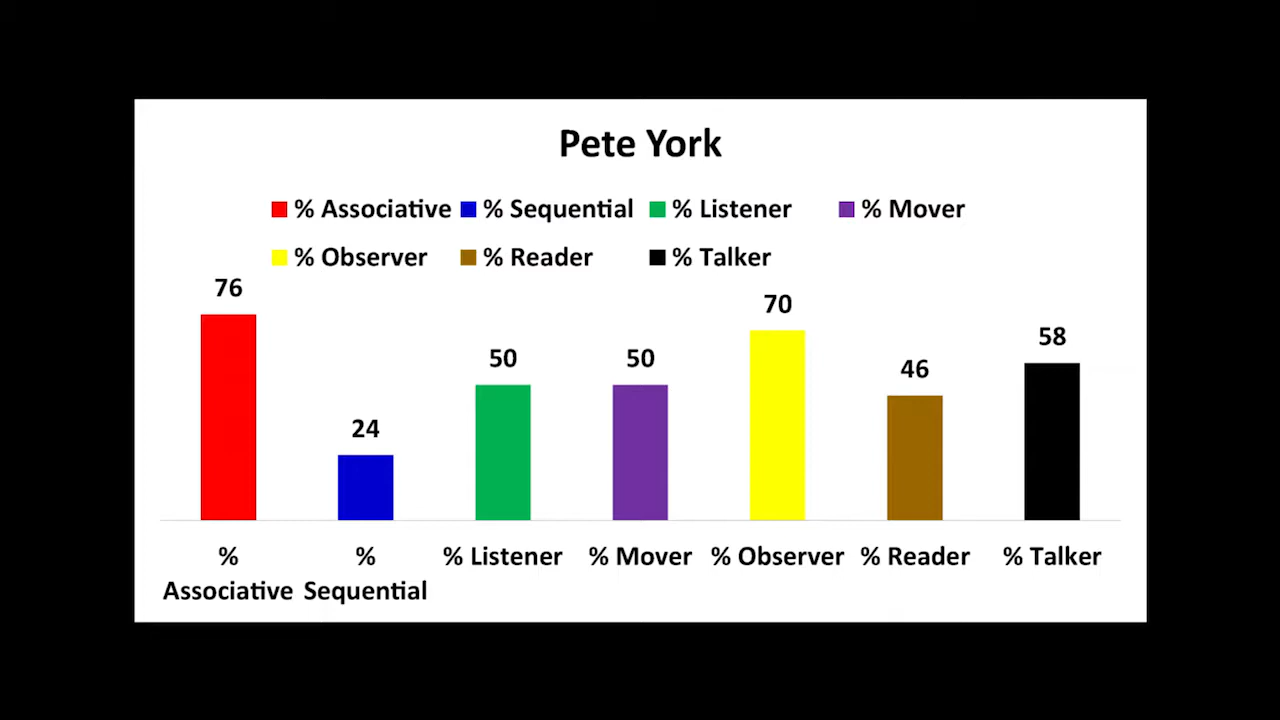 Pete York
% Associative % Sequential % Listener % Mover
% Observer % Reader % Talker
76
24
50
50
70
46
58
% % % Listener % Mover % Observer % Reader % Talker
Associative Sequential